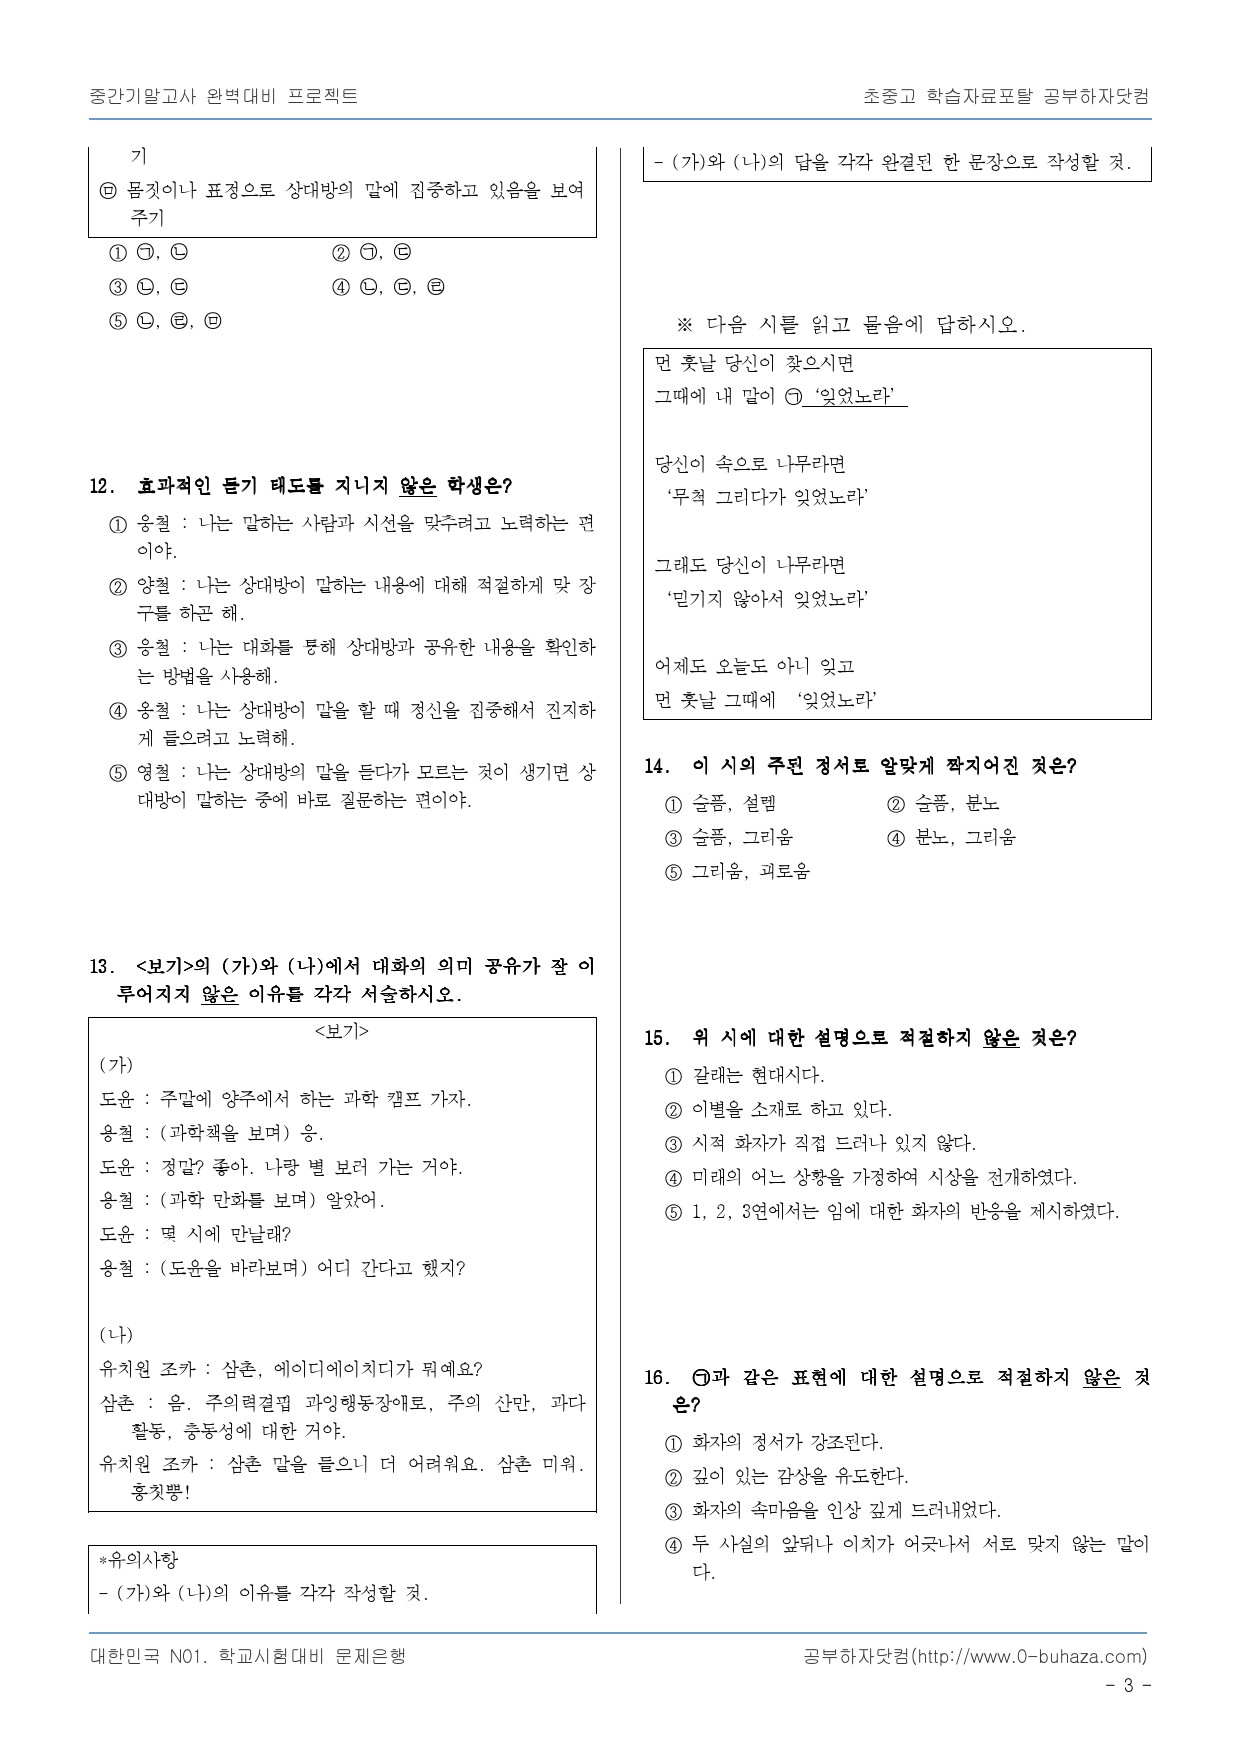 중간기말고사 완벽대비 프로젝트
초중고 학습자료포탈 공부하자닷컴
기
㉤ 몸짓이나 표정으로 상대방의 말에 집중하고 있음을 보여
주기
① ㉠, ㉡
② ㉠, ㉢
③ ㉡, ㉢
④ ㉡, ㉢, ㉣
⑤ ㉡, ㉣, ㉤
12. 효과적인 듣기 태도를 지니지 않은 학생은?
① 웅철 : 나는 말하는 사람과 시선을 맞추려고 노력하는 편
이야.
② 양철 : 나는 상대방이 말하는 내용에 대해 적절하게 맞 장
구를 하곤 해.
③ 응철 : 나는 대화를 통해 상대방과 공유한 내용을 확인하
는 방법을 사용해.
④ 옹철 : 나는 상대방이 말을 할 때 정신을 집중해서 진지하
게 들으려고 노력해.
⑤ 영철 : 나는 상대방의 말을 듣다가 모르는 것이 생기면 상
대방이 말하는 중에 바로 질문하는 편이야.
13. <보기>의 (가)와 (나)에서 대화의 의미 공유가 잘 이
루어지지 않은 이유를 각각 서술하시오.
<보기>
(가)
도윤 : 주말에 양주에서 하는 과학 캠프 가자.
용철 : (과학책을 보며) 응.
도윤 : 정말? 좋아. 나랑 별 보러 가는 거야.
용철 : (과학 만화를 보며) 알았어.
도윤 : 몇 시에 만날래?
용철 : (도윤을 바라보며) 어디 간다고 했지?
(나)
유치원 조카 : 삼촌, 에이디에이치디가 뭐예요?
삼촌 : 음. 주의력결핍 과잉행동장애로, 주의 산만, 과다
활동, 충동성에 대한 거야.
유치원 조카 : 삼촌 말을 들으니 더 어려워요. 삼촌 미워.
흥칫뿡!
*유의사항
- (가)와 (나)의 이유를 각각 작성할 것.
- (가)와 (나)의 답을 각각 완결된 한 문장으로 작성할 것.
※ 다음 시를 읽고 물음에 답하시오.
먼 훗날 당신이 찾으시면
그때에 내 말이 ㉠ ‘잊었노라’
당신이 속으로 나무라면
‘무척 그리다가 잊었노라’
그래도 당신이 나무라면
‘믿기지 않아서 잊었노라’
어제도 오늘도 아니 잊고
먼 훗날 그때에 ‘잊었노라’
14. 이 시의 주된 정서로 알맞게 짝지어진 것은?
① 슬픔, 설렘
② 슬픔, 분노
③ 슬픔, 그리움
④ 분노, 그리움
⑤ 그리움, 괴로움
15. 위 시에 대한 설명으로 적절하지 않은 것은?
① 갈래는 현대시다.
② 이별을 소재로 하고 있다.
③ 시적 화자가 직접 드러나 있지 않다.
④ 미래의 어느 상황을 가정하여 시상을 전개하였다.
⑤ 1, 2, 3연에서는 임에 대한 화자의 반응을 제시하였다.
16. ㉠과 같은 표현에 대한 설명으로 적절하지 않은 것
은?
① 화자의 정서가 강조된다.
② 깊이 있는 감상을 유도한다.
③ 화자의 속마음을 인상 깊게 드러내었다.
④ 두 사실의 앞뒤나 이치가 어긋나서 서로 맞지 않는 말이
다.
대한민국 N01. 학교시험대비 문제은행
공부하자닷컴(http://www.0-buhaza.com)
- 3 -